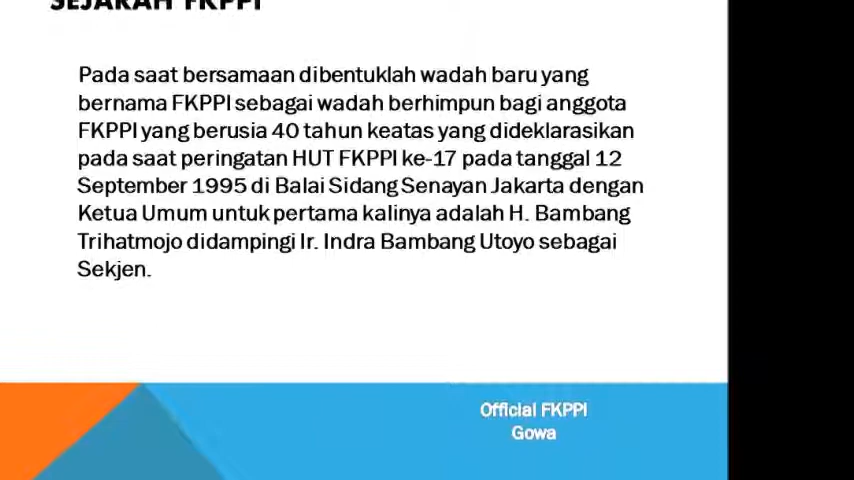 SEJARAH FKPPI
Pada saat bersamaan dibentuklah wadah baru yang
bernama FKPPI sebagai wadah berhimpun bagi anggota
FKPPI yang berusia 40 tahun keatas yang dideklarasikan
pada saat peringatan HUT FKPPI ke-17 pada tanggal 12
September 1995 di Balai Sidang Senayan Jakarta dengan
Ketua Umum untuk pertama kalinya adalah H. Bambang
Trihatmojo didampingi Ir. Indra Bambang Utoyo sebagai
Sekjen.
Official FKPPI
Gowa